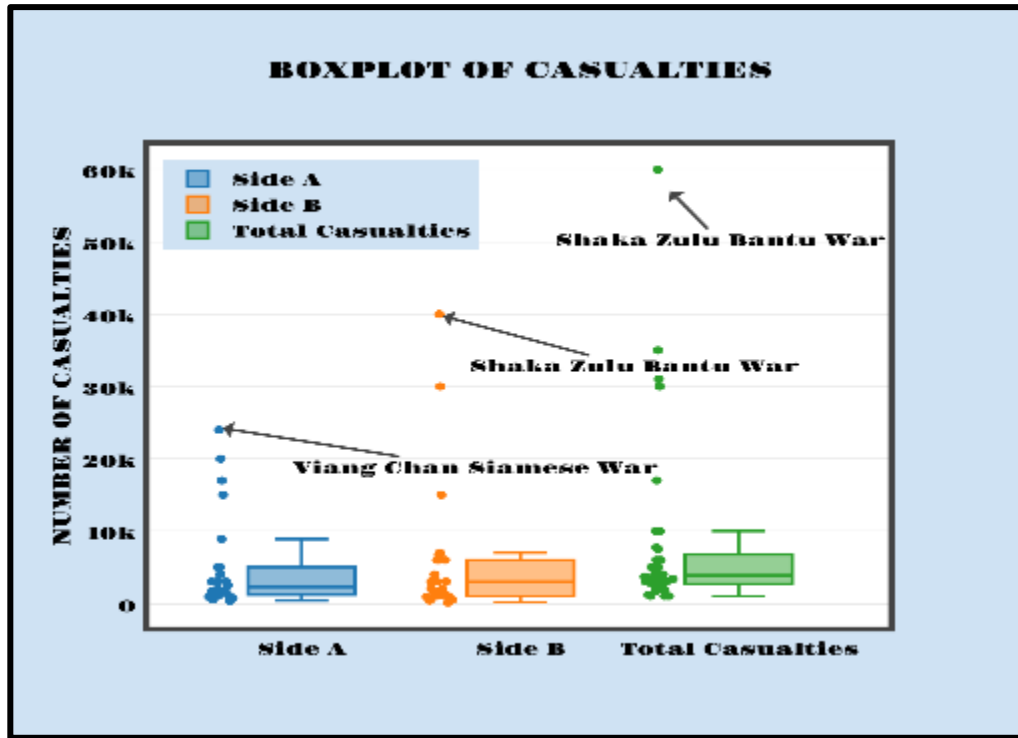 BOXPLOT OF CASUALTIES
Side A
Side B
Total Casualties
NUMBER OF CASUALTIES
60k
50k
40k
30k
20k
10k
0
Shaka Zulu Bantu War
Shaka Zulu Bantu War
Viang Chan Siamese War
Side A
Side B
Total Casualties